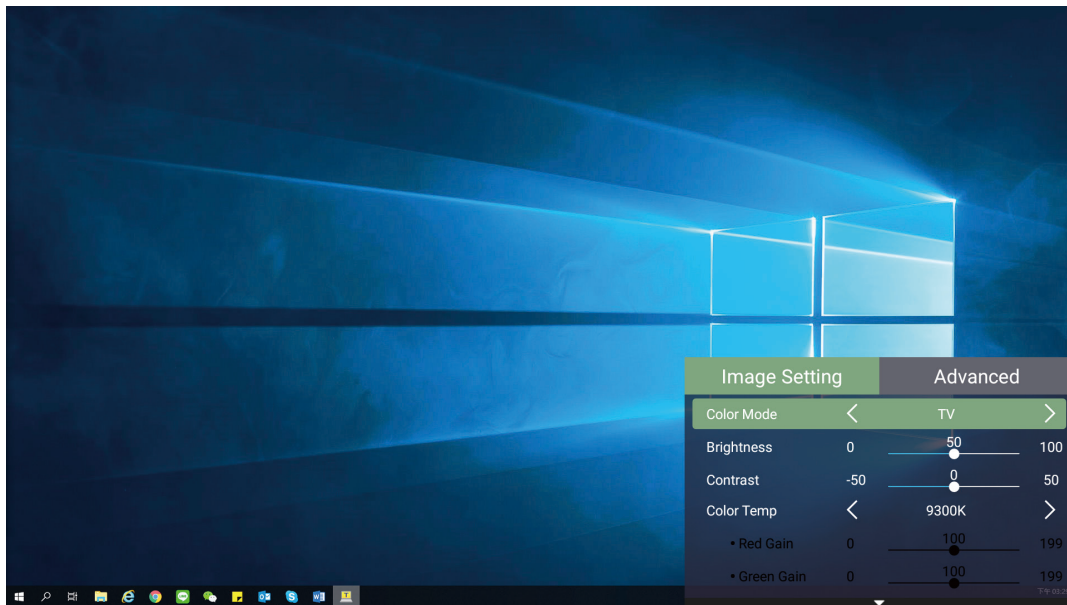 Image Setting Advanced
Color Mode TV
Brightness 0 50 100
Contrast -50 0 50
Color Temp 9300K
• Red Gain 0 100 199
• Green Gain 0 100 199